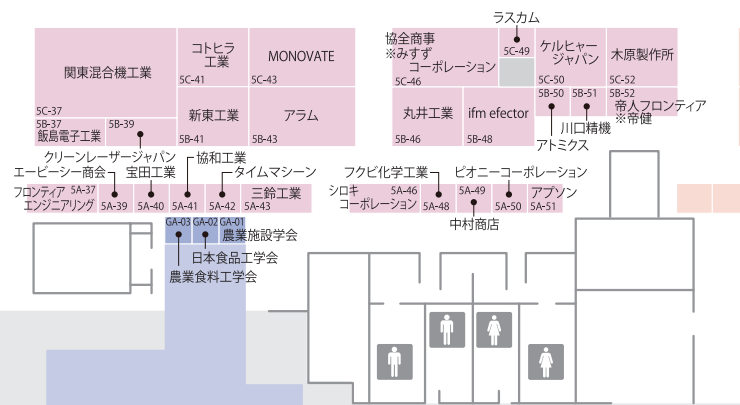 ラスカム
関東混合機工業
5C-37
コトヒラ
工業
5C-41
MONOVATE
5C-43
協全商事
※みすず
コーポレーション
5C-46
5C-49
ケルヒャー
ジャパン
5C-50
木原製作所
5C-52
5B-37
飯島電子工業
5B-39
新東工業
5B-41
アラム
5B-43
丸井工業
5B-46
ifm efector
5B-48
5B-50
5B-51
5B-52
帝人フロンティア
※帝健
川口精機
アトミクス
クリーンレーザージャパン
協和工業
エービーシー商会
宝田工業
タイムマシーン
フクビ化学工業
ピオニーコーポレーション
フロンティア
エンジニアリング
5A-37
5A-39
5A-40
5A-41
5A-42
三鈴工業
5A-43
シロキ
コーポレーション
5A-46
5A-48
5A-49
5A-50
アプソン
5A-51
中村商店
GA-03
GA-02
GA-01
農業施設学会
日本食品工学会
農業食料工学会